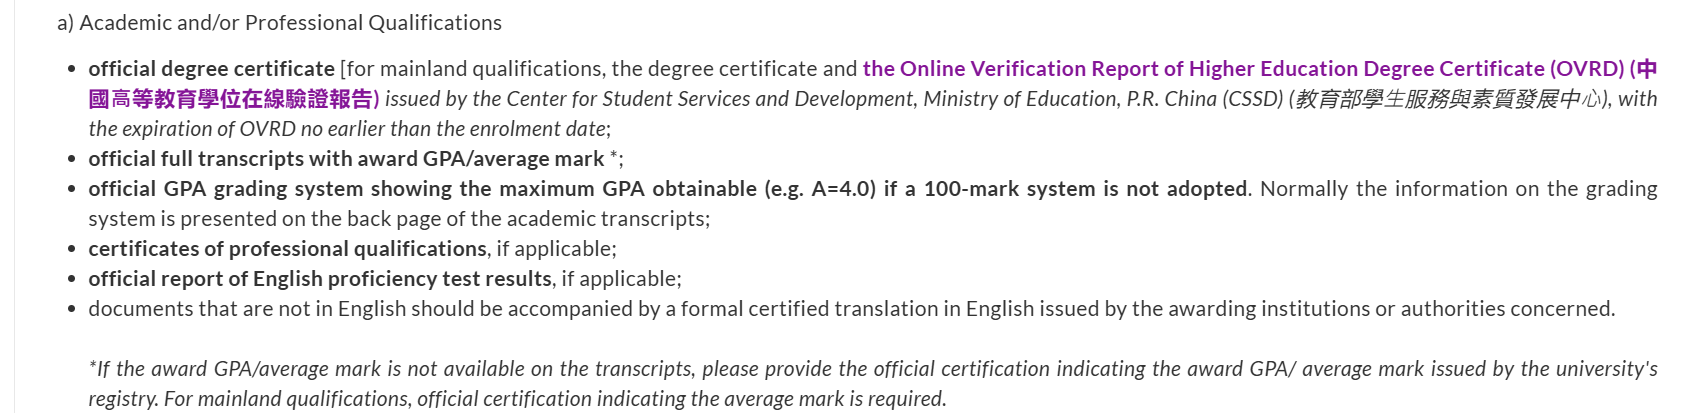 a) Academic and/or Professional Qualifications
• official degree certificate [for mainland qualifications, the degree certificate and the Online Verification Report of Higher Education Degree Certificate (OVRD) (中
國高等教育學位在線驗證報告) issued by the Center for Student Services and Development, Ministry of Education, P.R. China (CSSD) (教育部學生服務與素質發展中心), with
the expiration of OVRD no earlier than the enrolment date;
• official full transcripts with award GPA/average mark *;
• official GPA grading system showing the maximum GPA obtainable (e.g. A=4.0) if a 100-mark system is not adopted. Normally the information on the grading
system is presented on the back page of the academic transcripts;
• certificates of professional qualifications, if applicable;
• official report of English proficiency test results, if applicable;
• documents that are not in English should be accompanied by a formal certified translation in English issued by the awarding institutions or authorities concerned.
*If the award GPA/average mark is not available on the transcripts, please provide the official certification indicating the award GPA/ average mark issued by the university's
registry. For mainland qualifications, official certification indicating the average mark is required.